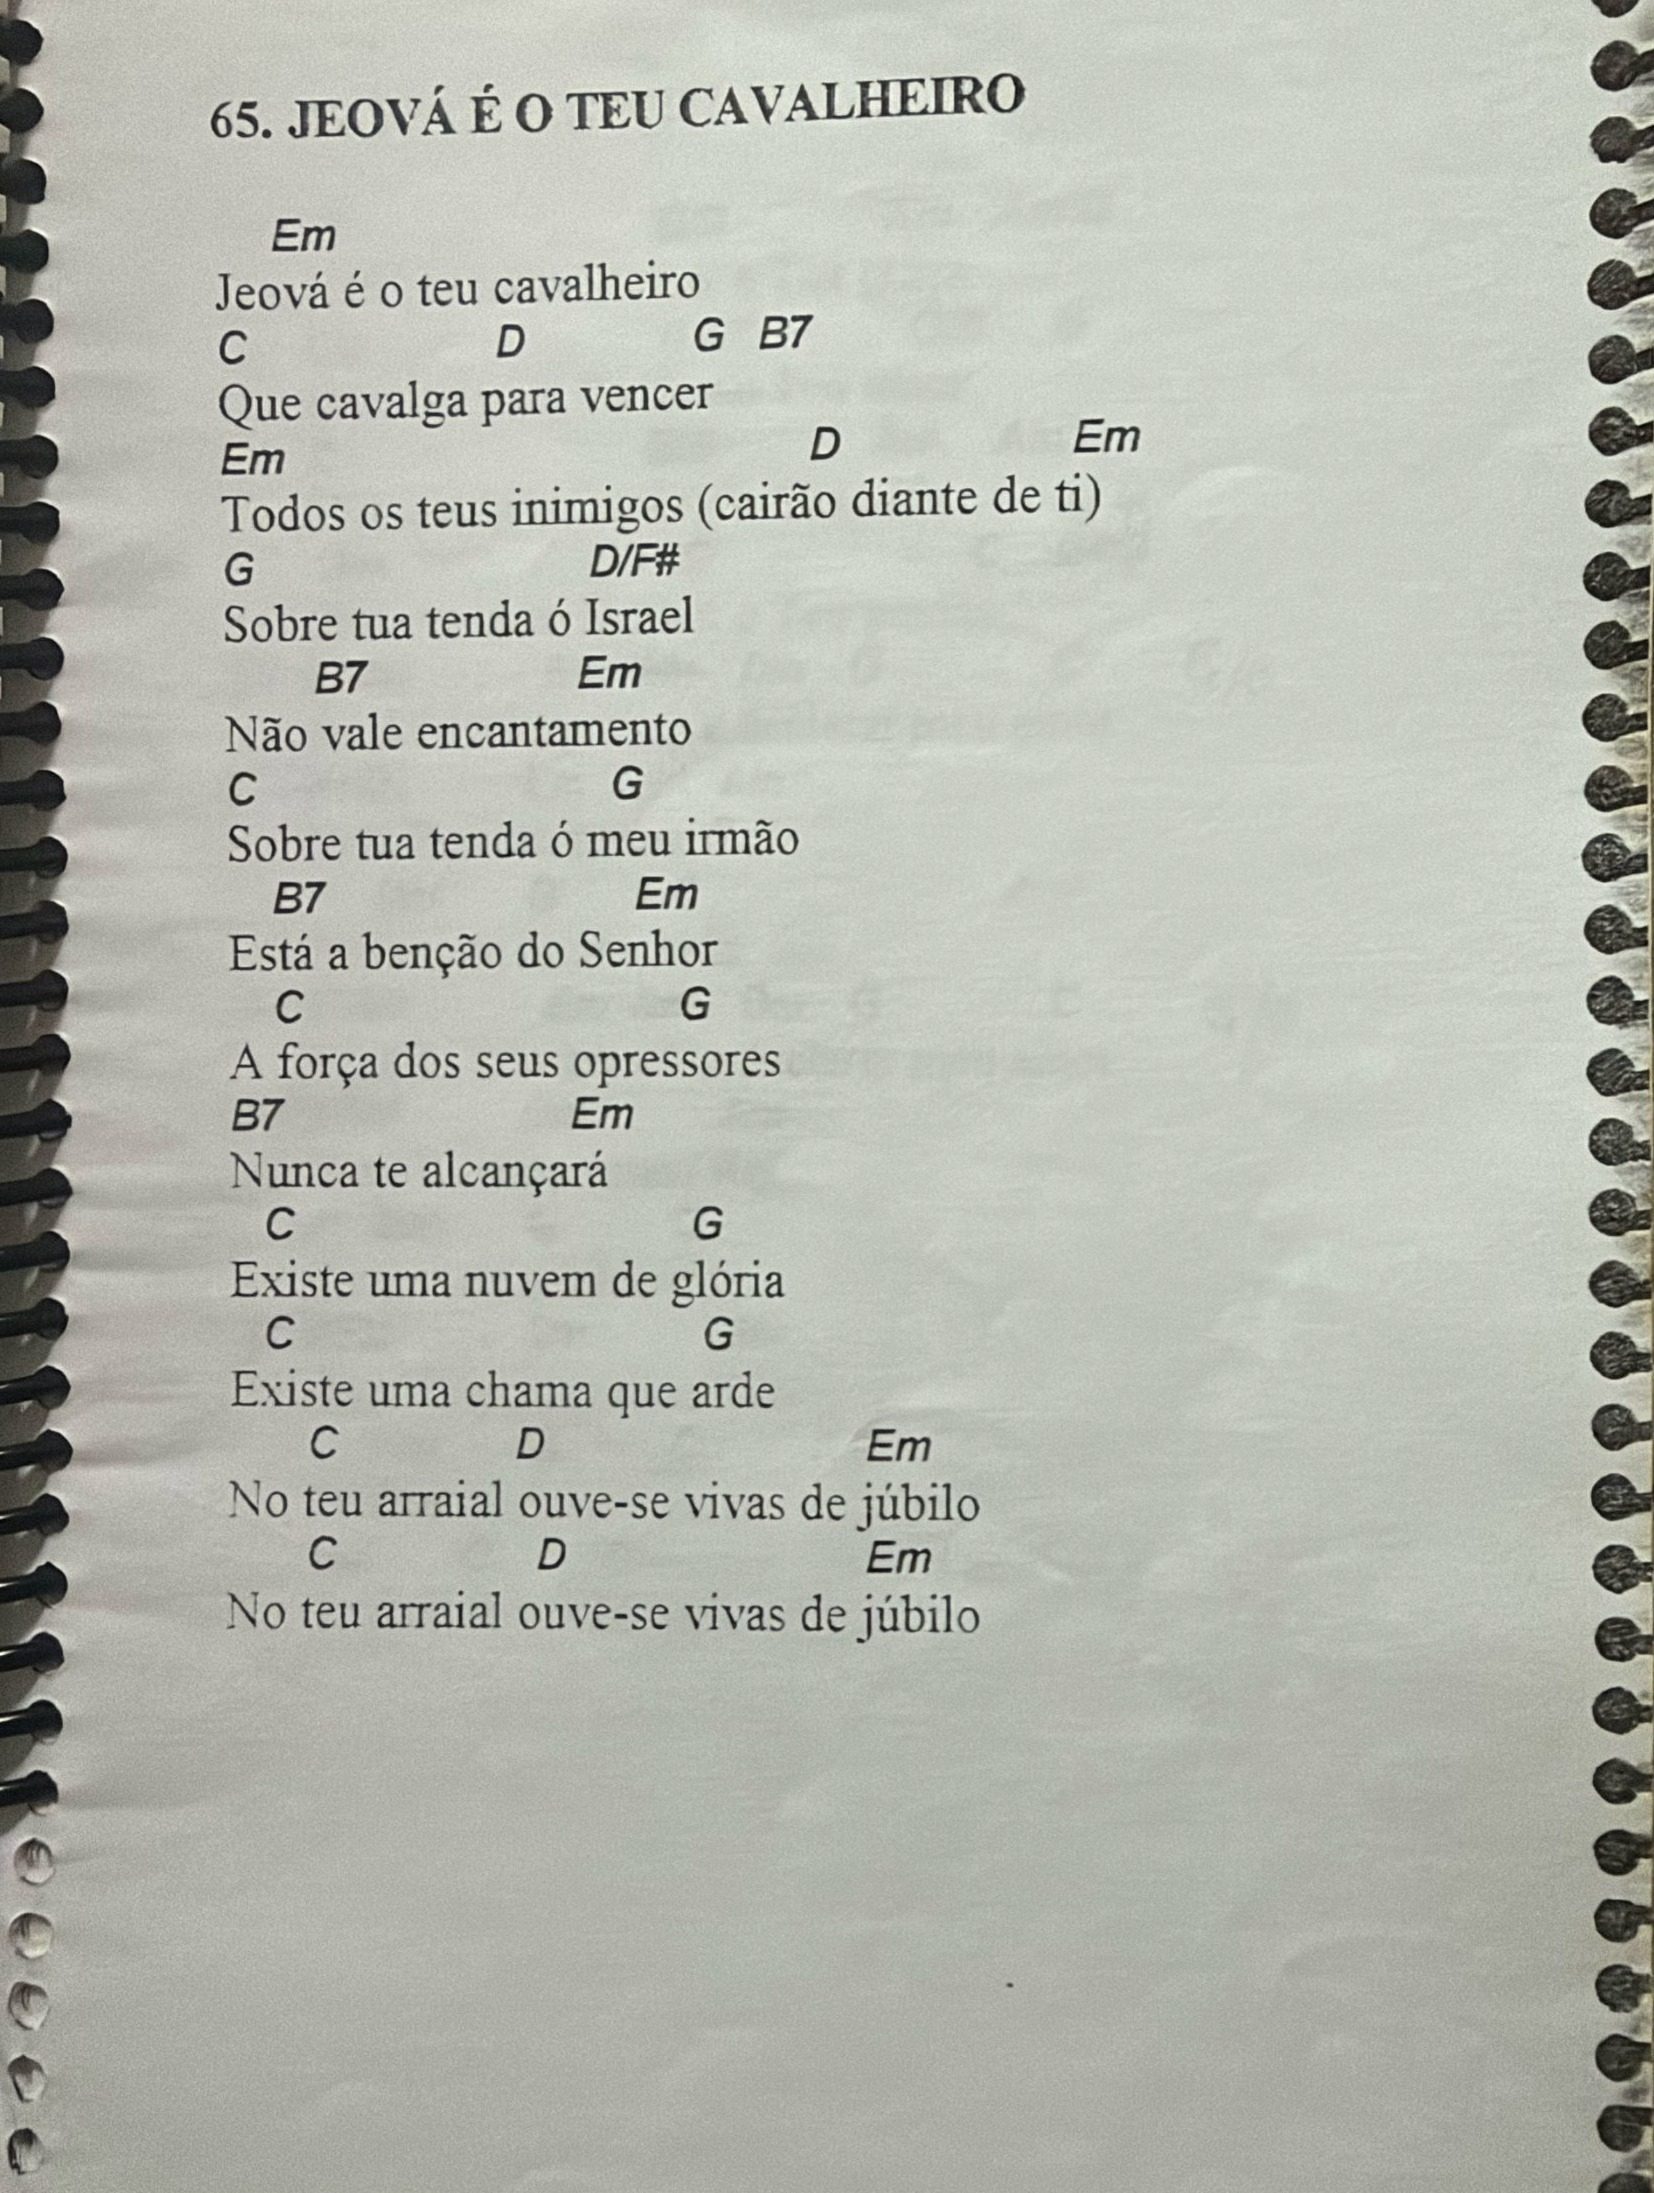 65. JEOVÁ É O TEU CAVALHEIRO
Em
Jeová é o teu cavalheiro
C D G B7
Que cavalga para vencer
Em D Em
Todos os teus inimigos (cairão diante de ti)
G D/F#
Sobre tua tenda ó Israel
B7 Em
Não vale encantamento
C G
Sobre tua tenda ó meu irmão
B7 Em
Está a benção do Senhor
C G
A força dos seus opressores
B7 Em
Nunca te alcançará
C G
Existe uma nuvem de glória
C G
Existe uma chama que arde
C D Em
No teu arraial ouve-se vivas de júbilo
C D Em
No teu arraial ouve-se vivas de júbilo